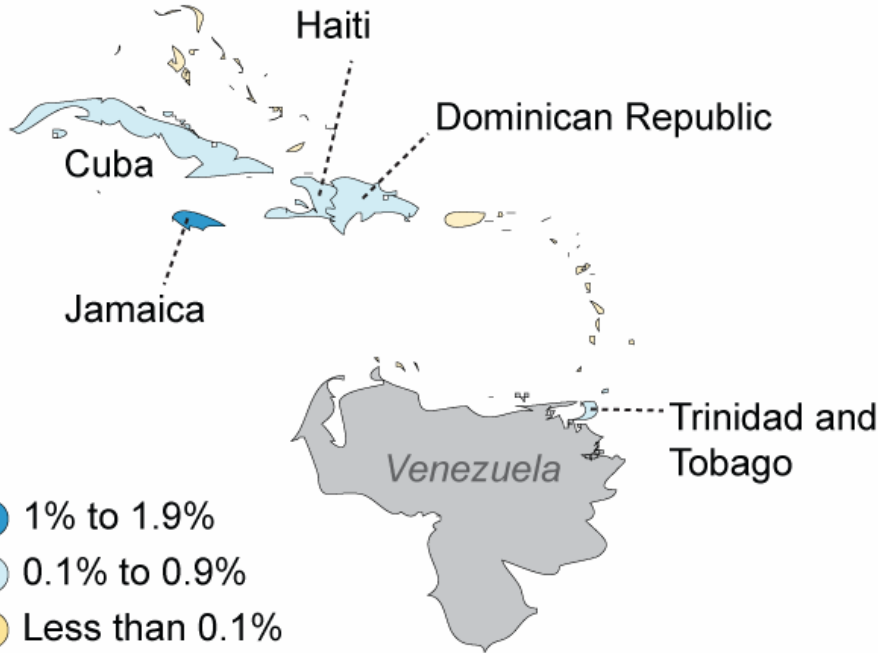 Haiti
Dominican Republic
Cuba
Jamaica
Trinidad and
Tobago
Venezuela
1% to 1.9%
0.1% to 0.9%
Less than 0.1%